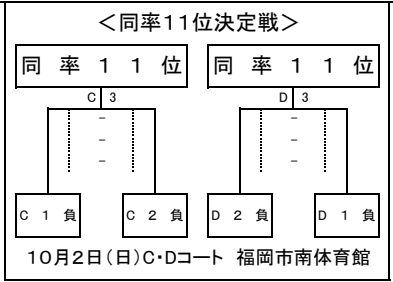 <同率11位決定戦>
同 率 1 1 位 同 率 1 1 位
C 3 D 3
- -
- -
- -
C 1 負 C 2 負 D 2 負 D 1 負
10月2日(日)C・Dコート 福岡市南体育館